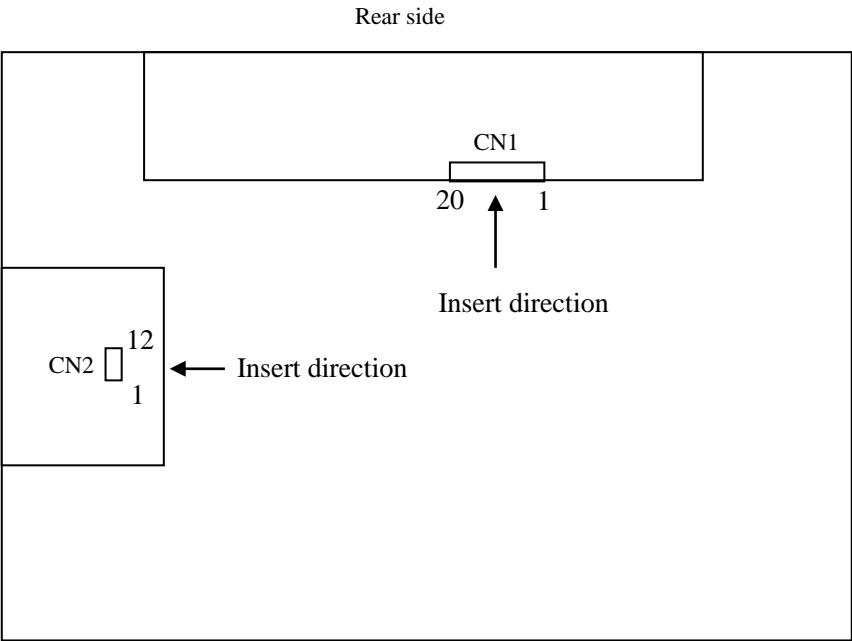 Rear side
CN1
20
1
Insert direction
12
CN2
Insert direction
1